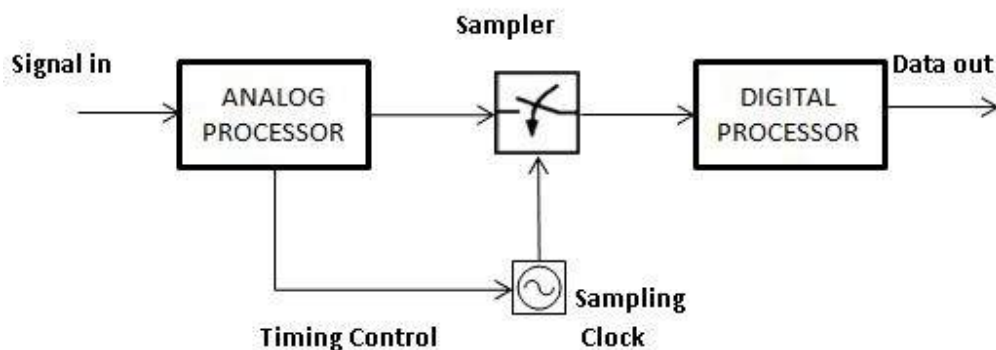 Sampler
Signal in
ANALOG
PROCESSOR
DIGITAL
PROCESSOR
Data out
Timing Control
Sampling
Clock